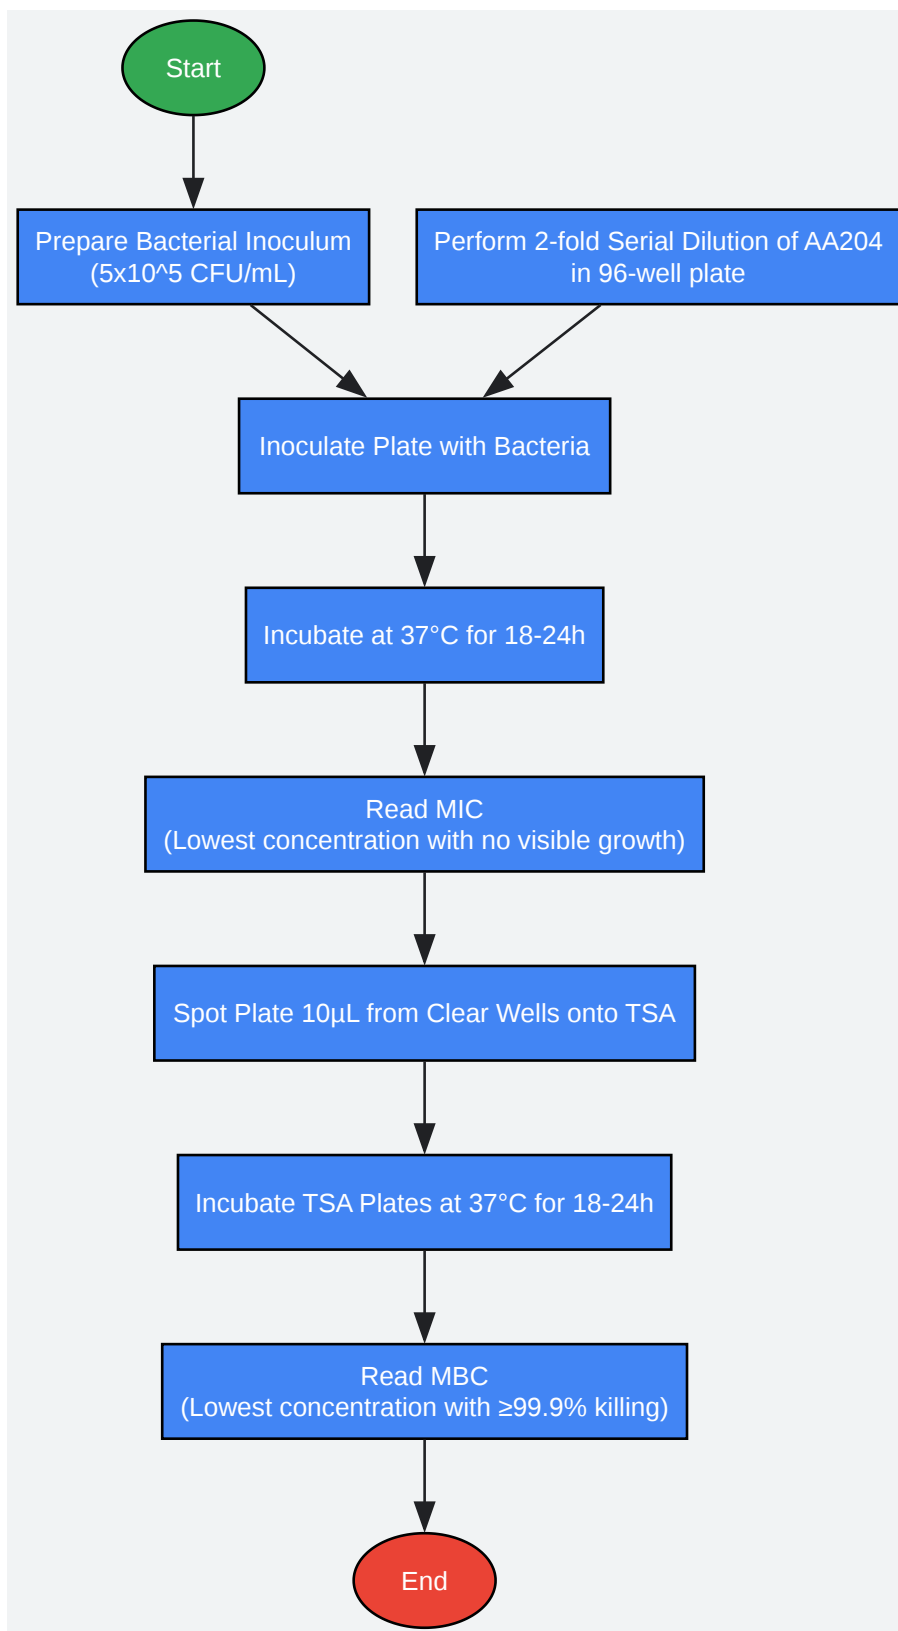 Start
Prepare Bacterial Inoculum
(5x10^5 CFU/mL)
Perform 2-fold Serial Dilution of AA204
in 96-well plate
Inoculate Plate with Bacteria
Incubate at 37°C for 18-24h
Read MIC
(Lowest concentration with no visible growth)
Spot Plate 10µL from Clear Wells onto TSA
Incubate TSA Plates at 37°C for 18-24h
Read MBC
(Lowest concentration with ≥99.9% killing)
End